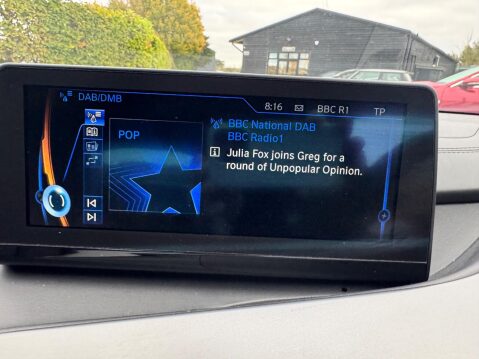 DAB/DMB
8:16 BBC R1 TP
POP
BBC National DAB
BBC Radio1
Julia Fox joins Greg for a
round of Unpopular Opinion.